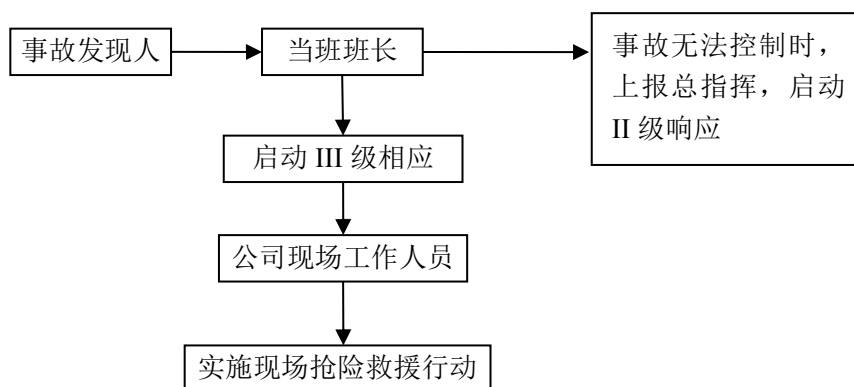 事故发现人
当班班长
事故无法控制时，
上报总指挥，启动
II 级响应
启动 III 级相应
公司现场工作人员
实施现场抢险救援行动